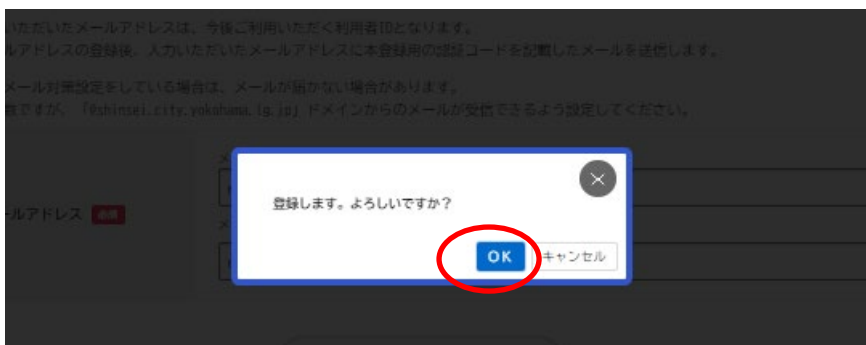 いただいたメールアドレスは、今後ご利用いただく利用者IDとなります。
ルアドレスの登録後、入力いただいたメールアドレスに本登録用の認証コードを記載したメールを送信します。
メール対策設定をしている場合は、メールが届かない場合があります。
ですが、「@shinsei.city.yokohama.lg.jp」ドメインからのメールが受信できるよう設定してください。
登録します。よろしいですか？
ールアドレス 必須
OK キャンセル